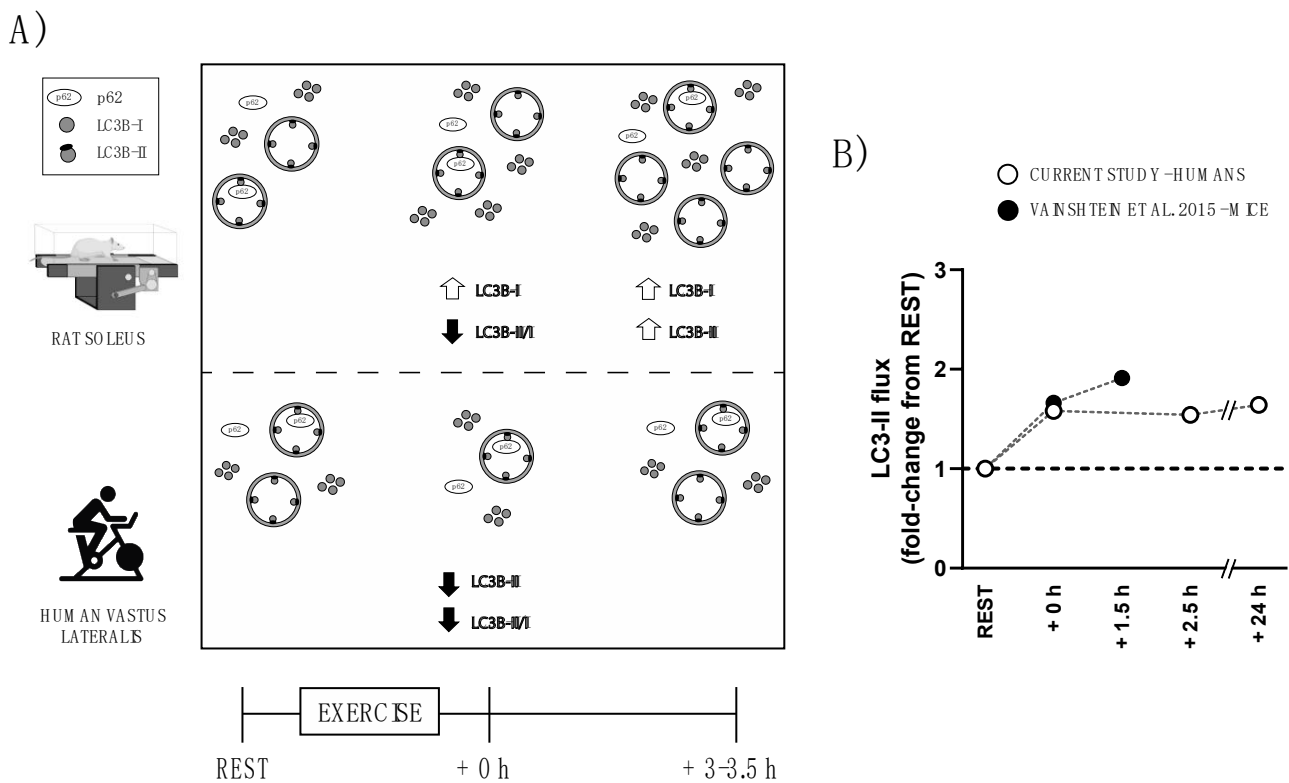 A)
p62 p62
LC3B-I
LC3B-II
RAT SOLEUS
p62
p62
p62
p62
p62
p62
LC3B-I
LC3B-II/I
LC3B-I
LC3B-II
HUMAN VASTUS
LATERALIS
p62
p62
p62
p62
p62
p62
LC3B-II
LC3B-II/I
EXERCISE
REST
+ 0 h
+ 3-3.5 h
B)
CURRENT STUDY - HUMANS
VAINSHTEIN ET AL. 2015 - MICE
LC3-II flux
(fold-change from REST)
3
2
1
0
REST
+ 0 h
+ 1.5 h
+ 2.5 h
+ 24 h